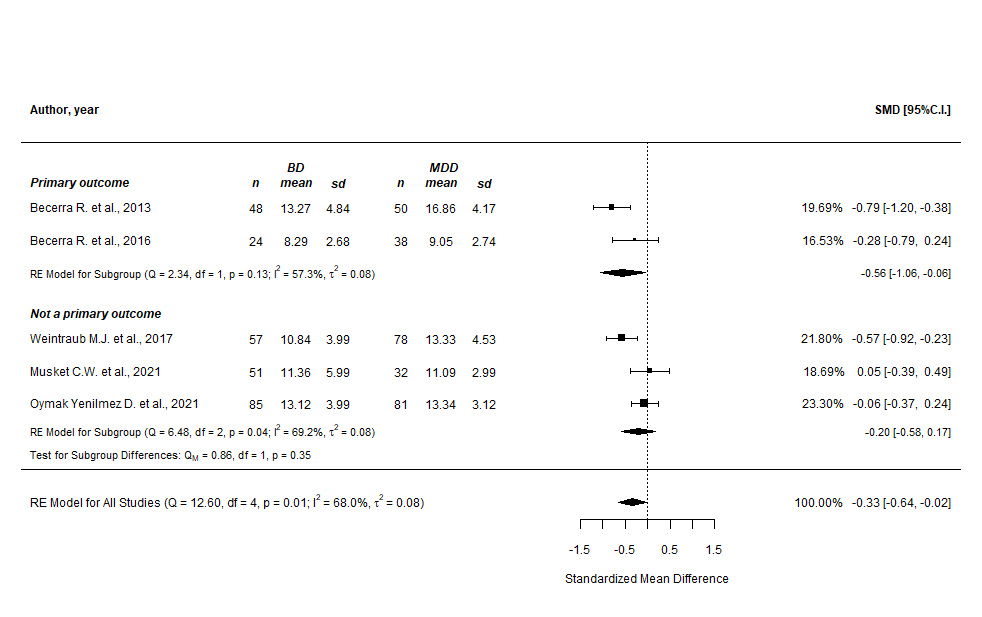 Author, year SMD [95%C.I.]
BD MDD
Primary outcome n mean sd n mean sd
Becerra R. et al., 2013 48 13.27 4.84 50 16.86 4.17 19.69% -0.79 [-1.20, -0.38]
Becerra R. et al., 2016 24 8.29 2.68 38 9.05 2.74 16.53% -0.28 [-0.79, 0.24]
RE Model for Subgroup (Q = 2.34, df = 1, p = 0.13; I² = 57.3%, τ² = 0.08) -0.56 [-1.06, -0.06]
Not a primary outcome
Weintraub M.J. et al., 2017 57 10.84 3.99 78 13.33 4.53 21.80% -0.57 [-0.92, -0.23]
Musket C.W. et al., 2021 51 11.36 5.99 32 11.09 2.99 18.69% 0.05 [-0.39, 0.49]
Oymak Yenilmez D. et al., 2021 85 13.12 3.99 81 13.34 3.12 23.30% -0.06 [-0.37, 0.24]
RE Model for Subgroup (Q = 6.48, df = 2, p = 0.04; I² = 69.2%, τ² = 0.08) -0.20 [-0.58, 0.17]
Test for Subgroup Differences: Q_M = 0.86, df = 1, p = 0.35
RE Model for All Studies (Q = 12.60, df = 4, p = 0.01; I² = 68.0%, τ² = 0.08) 100.00% -0.33 [-0.64, -0.02]
-1.5 -0.5 0.5 1.5
Standardized Mean Difference